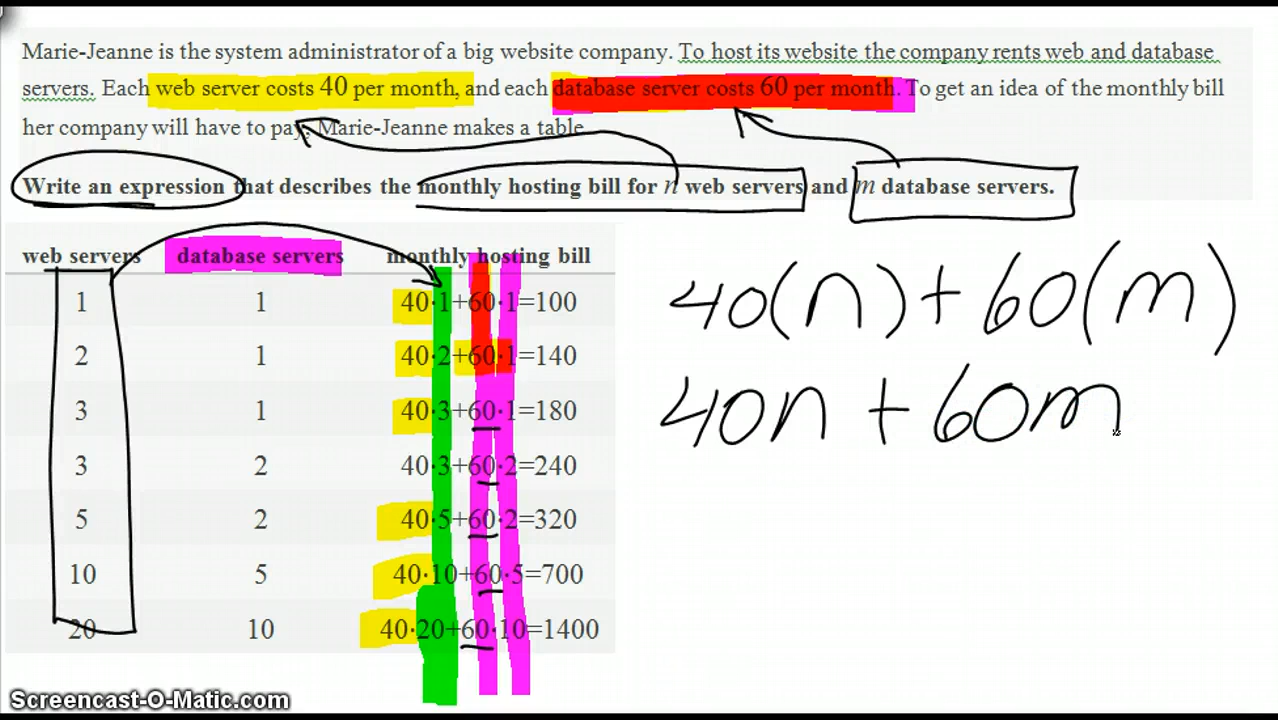 Marie-Jeanne is the system administrator of a big website company. To host its website the company rents web and database
servers. Each web server costs 40 per month, and each database server costs 60 per month. To get an idea of the monthly bill
her company will have to pay, Marie-Jeanne makes a table.
Write an expression that describes the monthly hosting bill for n web servers and m database servers.
web servers database servers monthly hosting bill
1 1 40·1+60·1=100
2 1 40·2+60·1=140
3 1 40·3+60·1=180
3 2 40·3+60·2=240
5 2 40·5+60·2=320
10 5 40·10+60·5=700
20 10 40·20+60·10=1400
40(n)+60(m)
40n + 60m
Screencast-O-Matic.com